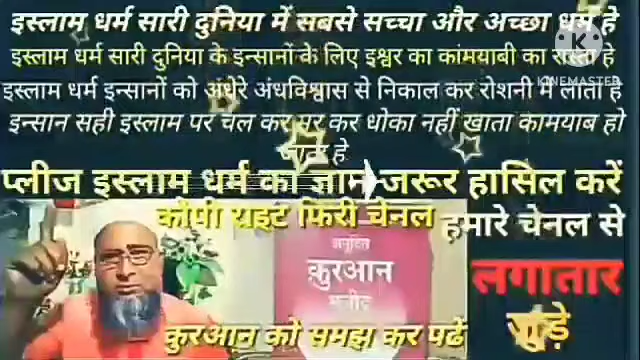 इस्लाम धर्म सारी दुनिया में सबसे सच्चा और अच्छा धर्म हे
इस्लाम धर्म सारी दुनिया के इन्सानों के लिए इश्वर का कांमयाबी का रास्ता हे
KINEMASTER
इस्लाम धर्म इन्सानों को अंधेरे अंधविश्वास से निकाल कर रोशनी में लाता हे
इन्सान सही इस्लाम पर चल कर मर कर धोका नहीं खाता कामयाब हो
जाता हे
प्लीज इस्लाम धर्म का ज्ञान जरूर हासिल करें
कोपी राइट फिरी चेनल
हमारे चेनल से
अनुदित
क़ुरआन
मजीद
लगातार
जुड़े
कुरआन को समझ कर पढें